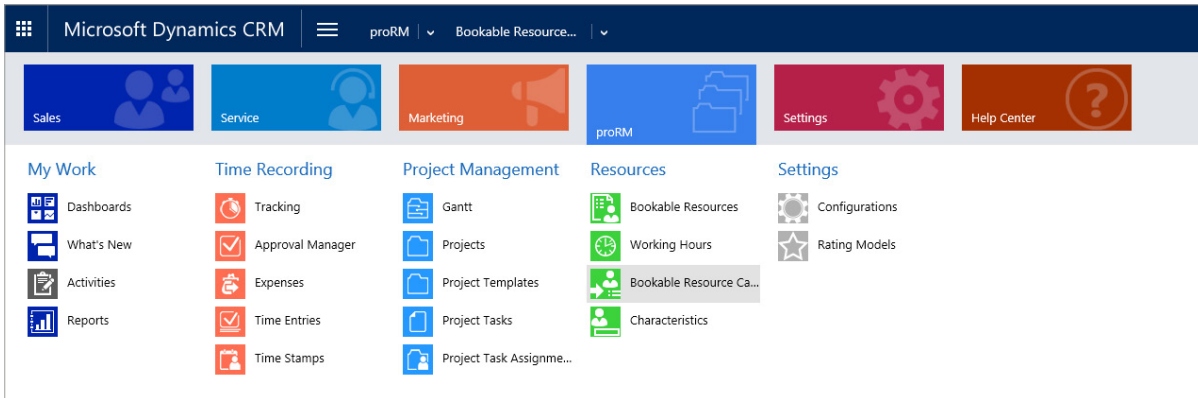 Microsoft Dynamics CRM proRM Bookable Resource...
Sales Service Marketing proRM Settings Help Center
?
My Work
Dashboards
What's New
Activities
Reports
Time Recording
Tracking
Approval Manager
Expenses
Time Entries
Time Stamps
Project Management
Gantt
Projects
Project Templates
Project Tasks
Project Task Assignme...
Resources
Bookable Resources
Working Hours
Bookable Resource Ca...
Characteristics
Settings
Configurations
Rating Models